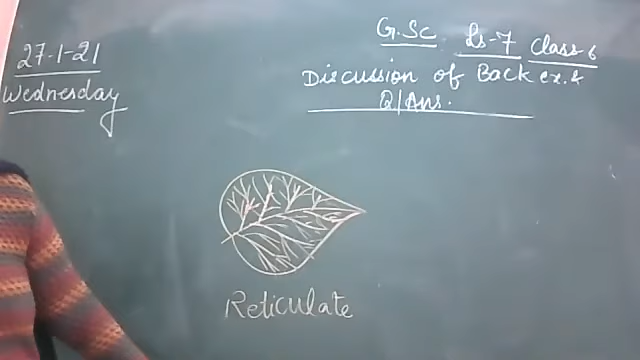 27-1-21
Wednesday
G.Sc Ls-7 Class-6
Discussion of Back ex. &
Q/Ans.
Reticulate